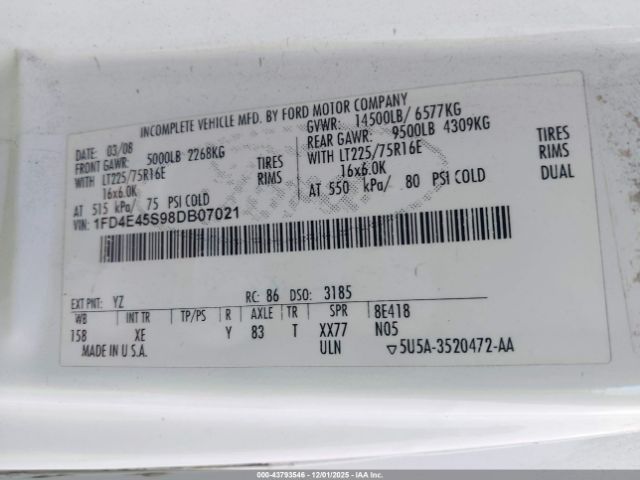 INCOMPLETE VEHICLE MFD. BY FORD MOTOR COMPANY
DATE: 03/08 GVWR: 14500LB/ 6577KG
FRONT GAWR: 5000LB 2268KG REAR GAWR: 9500LB 4309KG
WITH LT225/75R16E TIRES WITH LT225/75R16E TIRES
16x6.0K RIMS 16x6.0K RIMS
AT 515 kPa/ 75 PSI COLD AT 550 kPa/ 80 PSI COLD DUAL
VIN: 1FD4E45S98DB07021
EXT PNT: YZ RC: 86 DSO: 3185
WB INT TR TP/PS R AXLE TR SPR 8E418
158 XE Y 83 T XX77 N05
MADE IN U.S.A. ULN ▽5U5A-3520472-AA
000-43793546 - 12/01/2025 - IAAI